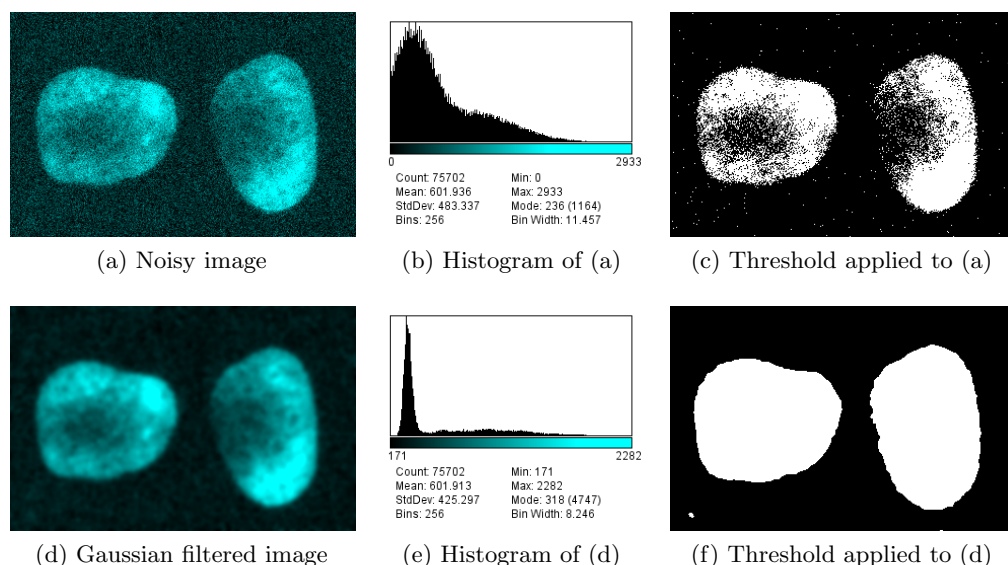 0 2933
Count: 75702 Min: 0
Mean: 601.936 Max: 2933
StdDev: 483.337 Mode: 236 (1164)
Bins: 256 Bin Width: 11.457
(a) Noisy image (b) Histogram of (a) (c) Threshold applied to (a)
171 2282
Count: 75702 Min: 171
Mean: 601.913 Max: 2282
StdDev: 425.297 Mode: 318 (4747)
Bins: 256 Bin Width: 8.246
(d) Gaussian filtered image (e) Histogram of (d) (f) Threshold applied to (d)